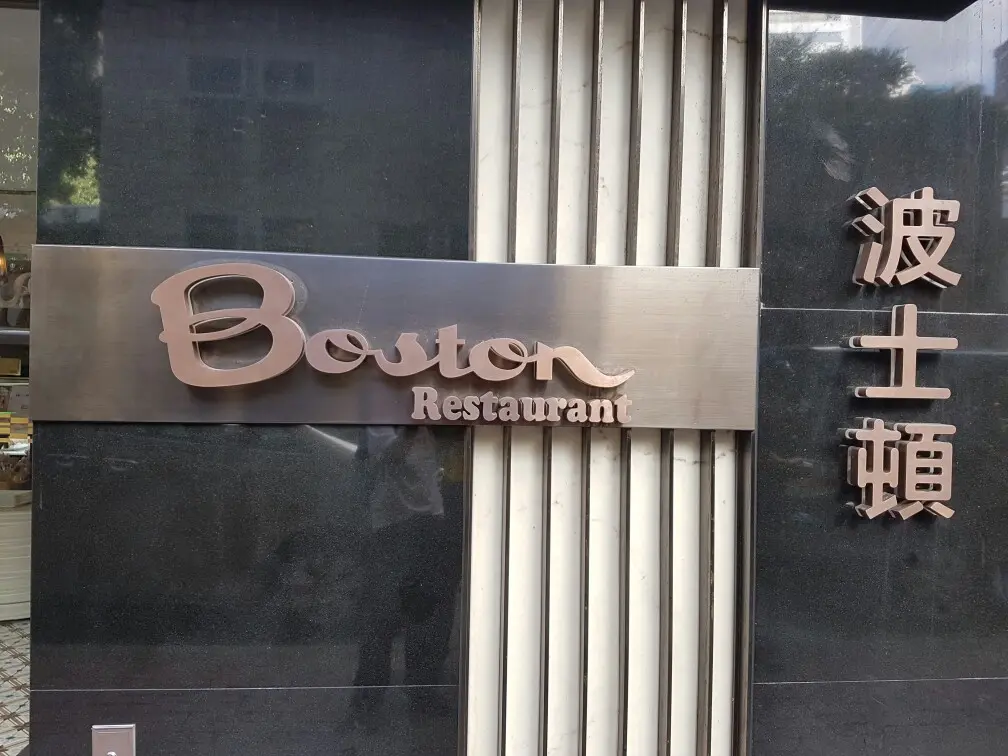 Boston
Restaurant
波士頓